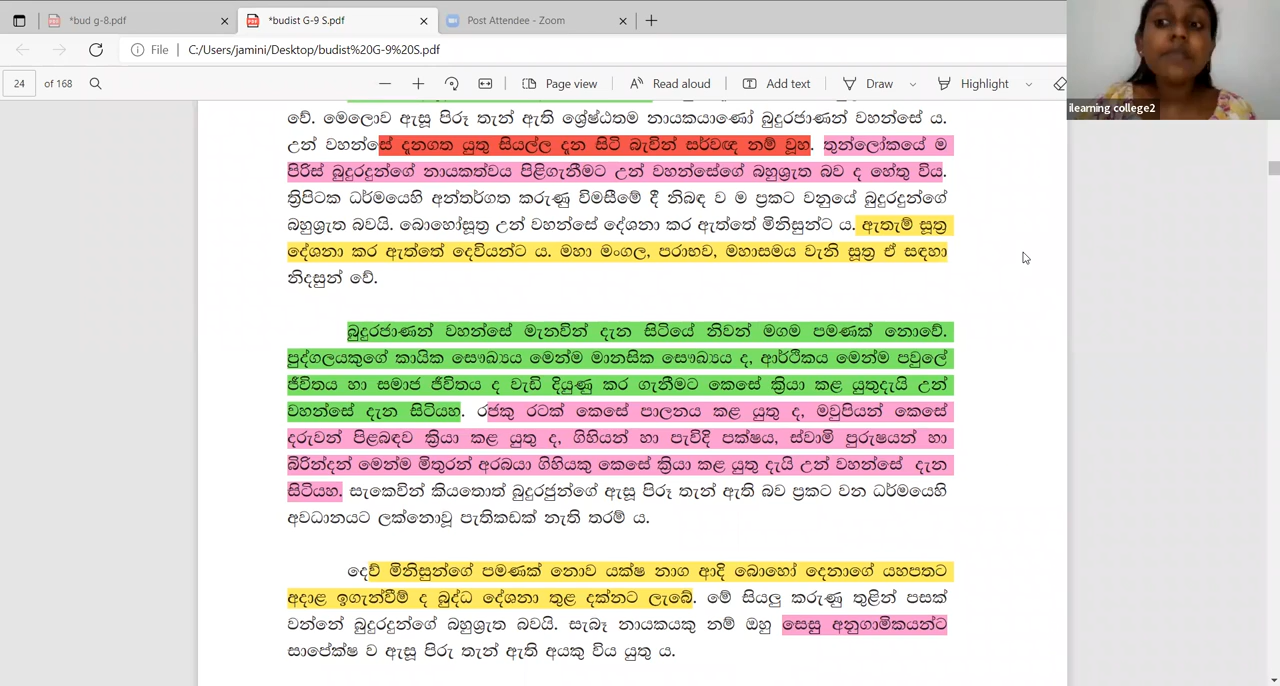 *bud g-8.pdf
*budist G-9 S.pdf
Post Attendee - Zoom
File
C:/Users/jamini/Desktop/budist%20G-9%20S.pdf
24
of 168
Page view
Read aloud
Add text
Draw
Highlight
ilearning college2
වේ. මෙලොව ඇසූ පිරූ තැන් ඇති ශ්‍රේෂ්ඨතම නායකයාණෝ බුදුරජාණන් වහන්සේ ය.
උන් වහන්සේ දැනගත යුතු සියල්ල දැන සිටි බැවින් සර්වඥ නම් වූහ. තුන්ලෝකයේ ම
පිරිස් බුදුරදුන්ගේ නායකත්වය පිළිගැනීමට උන් වහන්සේගේ බහුශ්‍රැත බව ද හේතු විය.
ත්‍රිපිටක ධර්මයෙහි අන්තර්ගත කරුණු විමසීමේ දී නිබඳ ව ම ප්‍රකට වනුයේ බුදුරදුන්ගේ
බහුශ්‍රැත බවයි. බොහෝසූත්‍ර උන් වහන්සේ දේශනා කර ඇත්තේ මිනිසුන්ට ය. ඇතැම් සූත්‍ර
දේශනා කර ඇත්තේ දෙවියන්ට ය. මහා මංගල, පරාභව, මහාසමය වැනි සූත්‍ර ඒ සඳහා
නිදසුන් වේ.
බුදුරජාණන් වහන්සේ මැනවින් දැන සිටියේ නිවන් මගම පමණක් නොවේ.
පුද්ගලයකුගේ කායික සෞඛ්‍යය මෙන්ම මානසික සෞඛ්‍යය ද, ආර්ථිකය මෙන්ම පවුලේ
ජීවිතය හා සමාජ ජීවිතය ද වැඩි දියුණු කර ගැනීමට කෙසේ ක්‍රියා කළ යුතුදැයි උන්
වහන්සේ දැන සිටියහ. රජකු රටක් කෙසේ පාලනය කළ යුතු ද, මවුපියන් කෙසේ
දරුවන් පිළබඳව ක්‍රියා කළ යුතු ද, ගිහියන් හා පැවිදි පක්ෂය, ස්වාමි පුරුෂයන් හා
බිරින්දන් මෙන්ම මිතුරන් අරබයා ගිහියකු කෙසේ ක්‍රියා කළ යුතු දැයි උන් වහන්සේ දැන
සිටියහ. සැකෙවින් කියතොත් බුදුරජුන්ගේ ඇසූ පිරූ තැන් ඇති බව ප්‍රකට වන ධර්මයෙහි
අවධානයට ලක්නොවූ පැතිකඩක් නැති තරම් ය.
දෙව් මිනිසුන්ගේ පමණක් නොව යක්ෂ නාග ආදි බොහෝ දෙනාගේ යහපතට
අදාළ ඉගැන්වීම් ද බුද්ධ දේශනා තුළ දක්නට ලැබේ. මේ සියලු කරුණු තුළින් පසක්
වන්නේ බුදුරදුන්ගේ බහුශ්‍රැත බවයි. සැබෑ නායකයකු නම් ඔහු සෙසු අනුගාමිකයන්ට
සාපේක්ෂ ව ඇසූ පිරු තැන් ඇති අයකු විය යුතු ය.